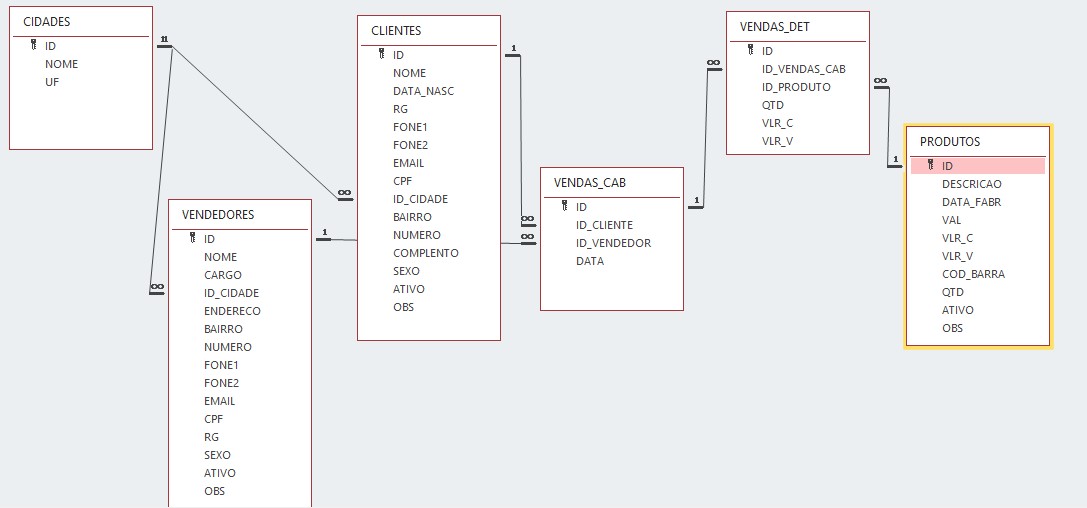 CIDADES
ID
NOME
UF
VENDEDORES
ID
NOME
CARGO
ID_CIDADE
ENDERECO
BAIRRO
NUMERO
FONE1
FONE2
EMAIL
CPF
RG
SEXO
ATIVO
OBS
CLIENTES
ID
NOME
DATA_NASC
RG
FONE1
FONE2
EMAIL
CPF
ID_CIDADE
BAIRRO
NUMERO
COMPLENTO
SEXO
ATIVO
OBS
VENDAS_CAB
ID
ID_CLIENTE
ID_VENDEDOR
DATA
VENDAS_DET
ID
ID_VENDAS_CAB
ID_PRODUTO
QTD
VLR_C
VLR_V
PRODUTOS
ID
DESCRICAO
DATA_FABR
VAL
VLR_C
VLR_V
COD_BARRA
QTD
ATIVO
OBS
1
1
∞
∞
1
∞
1
∞
1
∞
1
∞